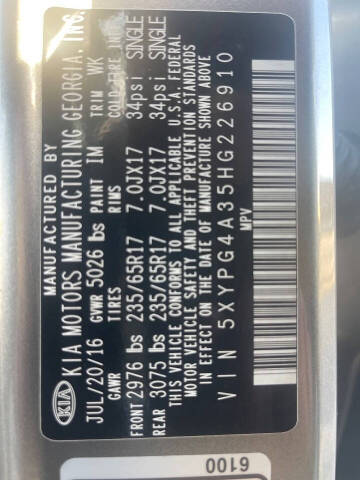 KIA
MANUFACTURED BY
KIA MOTORS MANUFACTURING GEORGIA, INC.
JUL/20/16 GVWR 5026 lbs PAINT IM TRIM WK
GAWR TIRES RIMS COLD TIRE INF.
FRONT 2976 lbs 235/65R17 7.0JX17 34psi SINGLE
REAR 3075 lbs 235/65R17 7.0JX17 34psi SINGLE
THIS VEHICLE CONFORMS TO ALL APPLICABLE U.S.A. FEDERAL
MOTOR VEHICLE SAFETY AND THEFT PREVENTION STANDARDS
IN EFFECT ON THE DATE OF MANUFACTURE SHOWN ABOVE
VIN 5XYPG4A35HG226910
MPV
6100